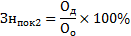 Зн_пок2 = О_д / О_о × 100%